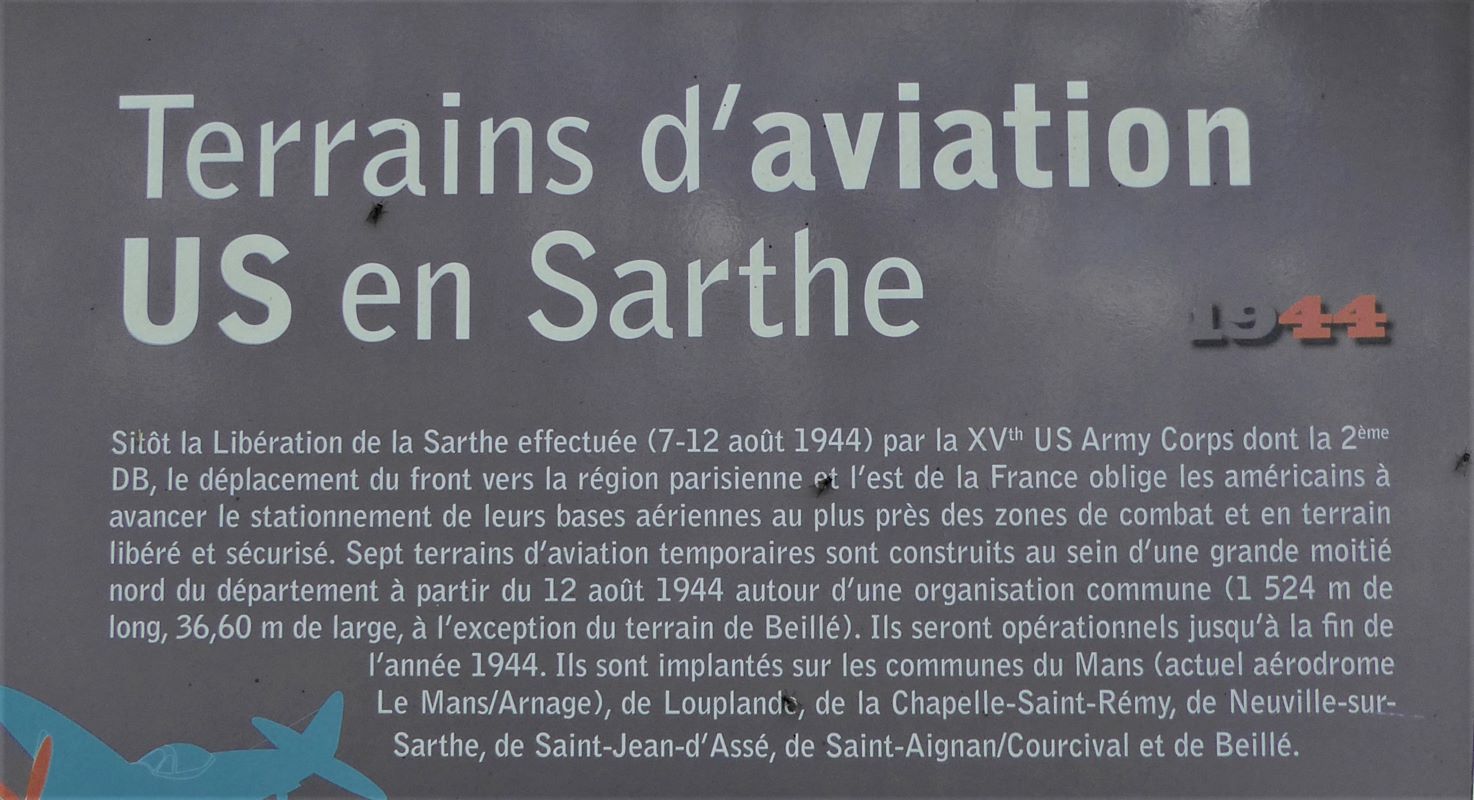 Terrains d'aviation
US en Sarthe
1944
Sitôt la Libération de la Sarthe effectuée (7-12 août 1944) par la XVth US Army Corps dont la 2ème
DB, le déplacement du front vers la région parisienne et l'est de la France oblige les américains à
avancer le stationnement de leurs bases aériennes au plus près des zones de combat et en terrain
libéré et sécurisé. Sept terrains d'aviation temporaires sont construits au sein d'une grande moitié
nord du département à partir du 12 août 1944 autour d'une organisation commune (1 524 m de
long, 36,60 m de large, à l'exception du terrain de Beillé). Ils seront opérationnels jusqu'à la fin de
l'année 1944. Ils sont implantés sur les communes du Mans (actuel aérodrome
Le Mans/Arnage), de Louplande, de la Chapelle-Saint-Rémy, de Neuville-sur-
Sarthe, de Saint-Jean-d'Assé, de Saint-Aignan/Courcival et de Beillé.